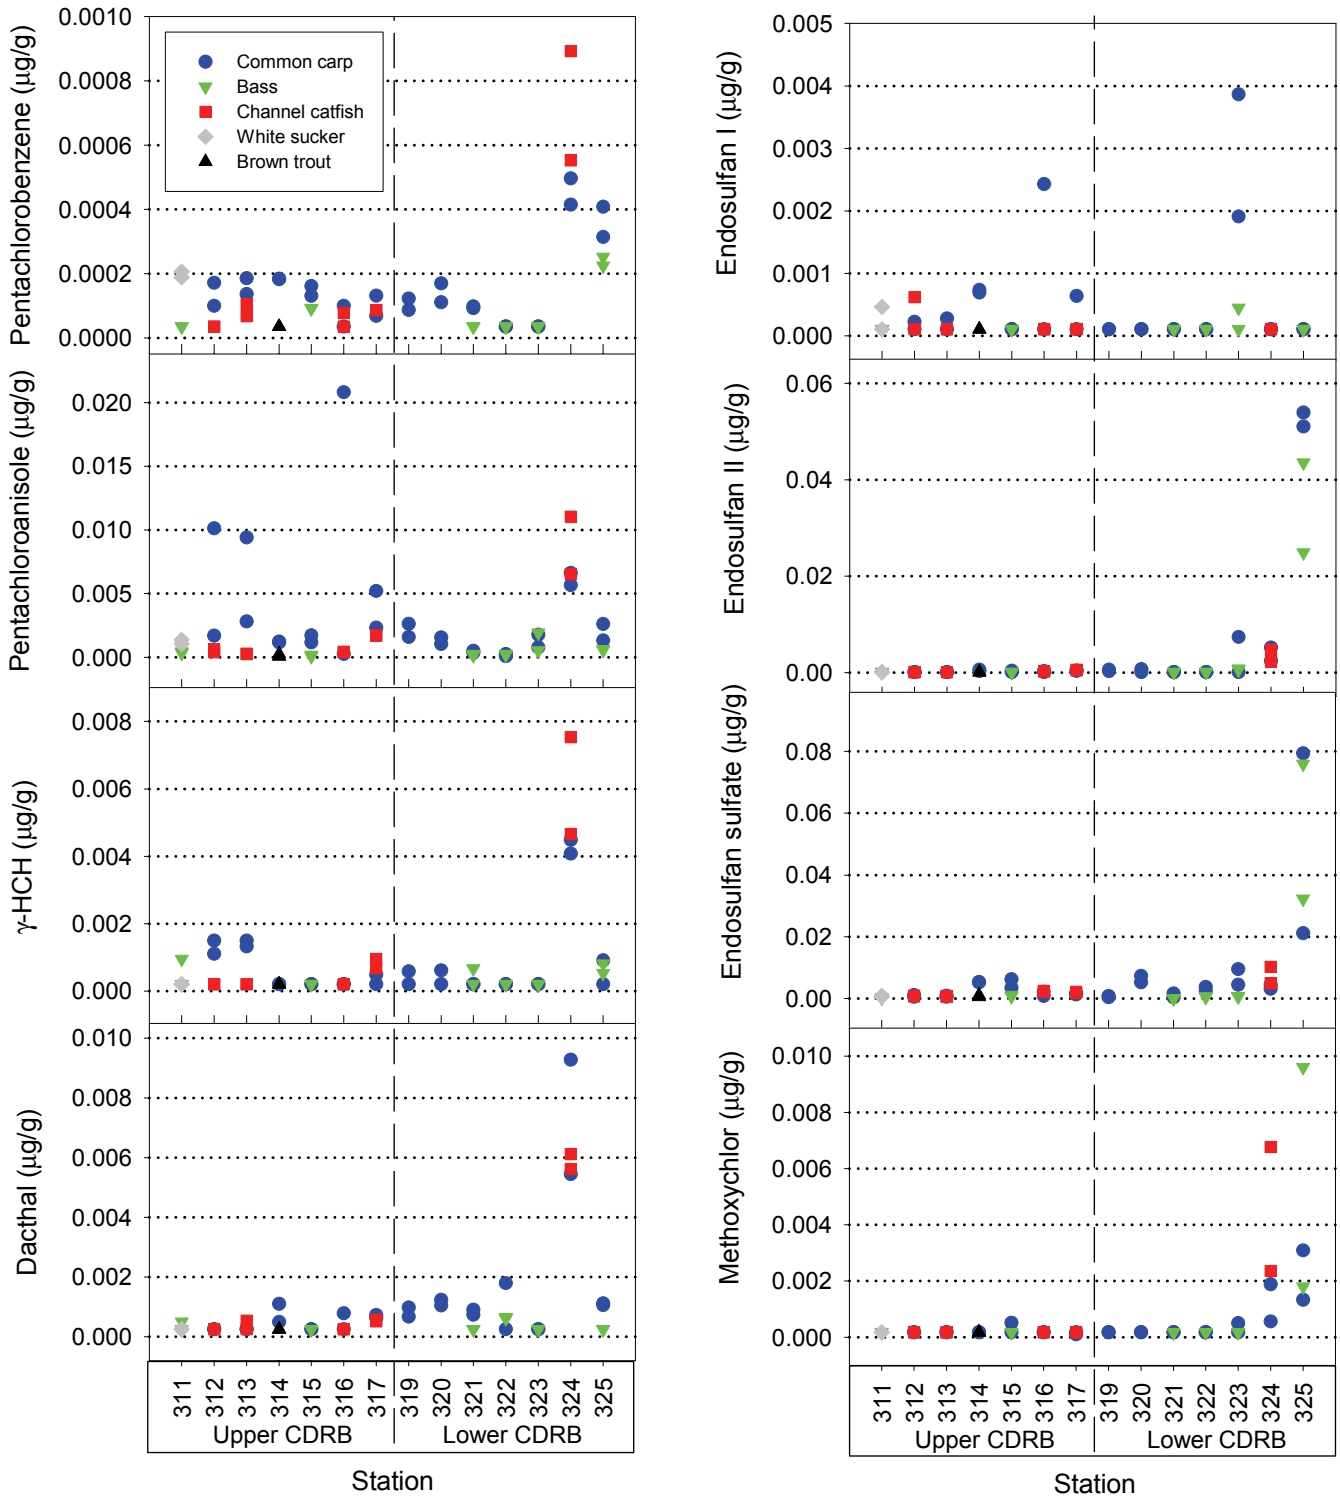 Pentachlorobenzene (μg/g)
0.0010
0.0008
0.0006
0.0004
0.0002
0.0000
Common carp
Bass
Channel catfish
White sucker
Brown trout
Pentachloroanisole (μg/g)
0.020
0.015
0.010
0.005
0.000
γ-HCH (μg/g)
0.008
0.006
0.004
0.002
0.000
Dacthal (μg/g)
0.010
0.008
0.006
0.004
0.002
0.000
311 312 313 314 315 316 317 319 320 321 322 323 324 325
Upper CDRB Lower CDRB
Station
Endosulfan I (μg/g)
0.005
0.004
0.003
0.002
0.001
0.000
Endosulfan II (μg/g)
0.06
0.04
0.02
0.00
Endosulfan sulfate (μg/g)
0.08
0.06
0.04
0.02
0.00
Methoxychlor (μg/g)
0.010
0.008
0.006
0.004
0.002
0.000
311 312 313 314 315 316 317 319 320 321 322 323 324 325
Upper CDRB Lower CDRB
Station